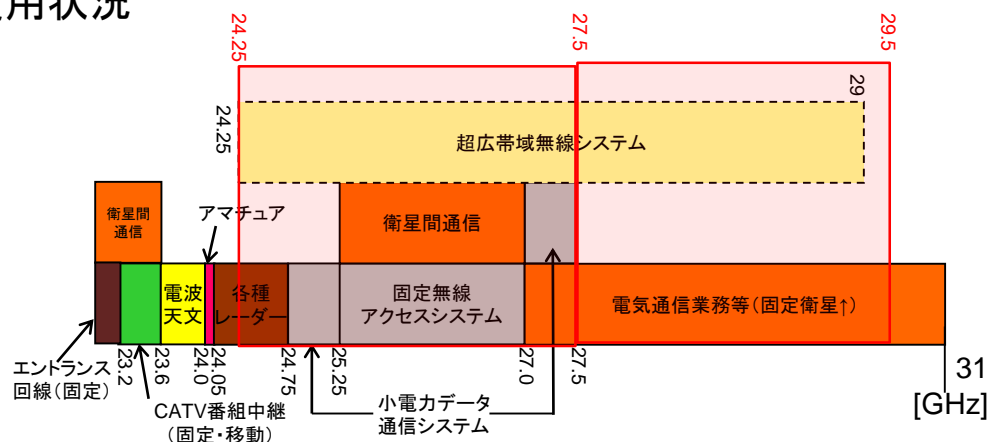 用状況
24.25
27.5
29.5
24.25
29
超広帯域無線システム
衛星間
通信
アマチュア
衛星間通信
電波
天文
各種
レーダー
固定無線
アクセスシステム
電気通信業務等(固定衛星↑)
エントランス
回線(固定)
23.2
23.6
24.0
24.05
24.75
25.25
27.0
27.5
31
[GHz]
CATV番組中継
(固定・移動)
小電力データ
通信システム